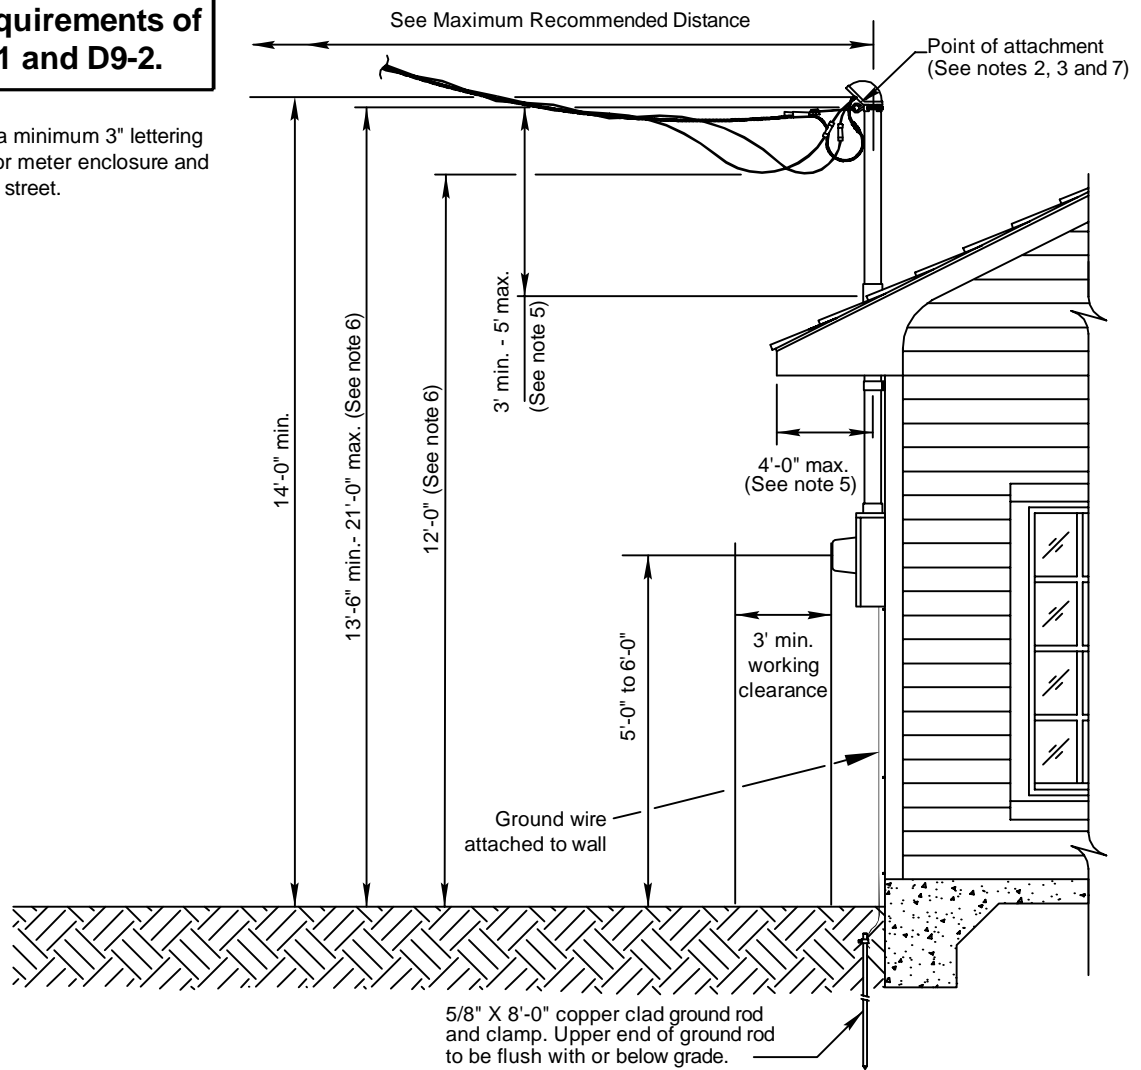 quirements of
1 and D9-2.
a minimum 3" lettering
or meter enclosure and
street.
See Maximum Recommended Distance
Point of attachment
(See notes 2, 3 and 7)
14'-0" min.
13'-6" min.- 21'-0" max. (See note 6)
12'-0" (See note 6)
3' min. - 5' max.
(See note 5)
4'-0" max.
(See note 5)
5'-0" to 6'-0"
3' min.
working
clearance
Ground wire
attached to wall
5/8" X 8'-0" copper clad ground rod
and clamp. Upper end of ground rod
to be flush with or below grade.